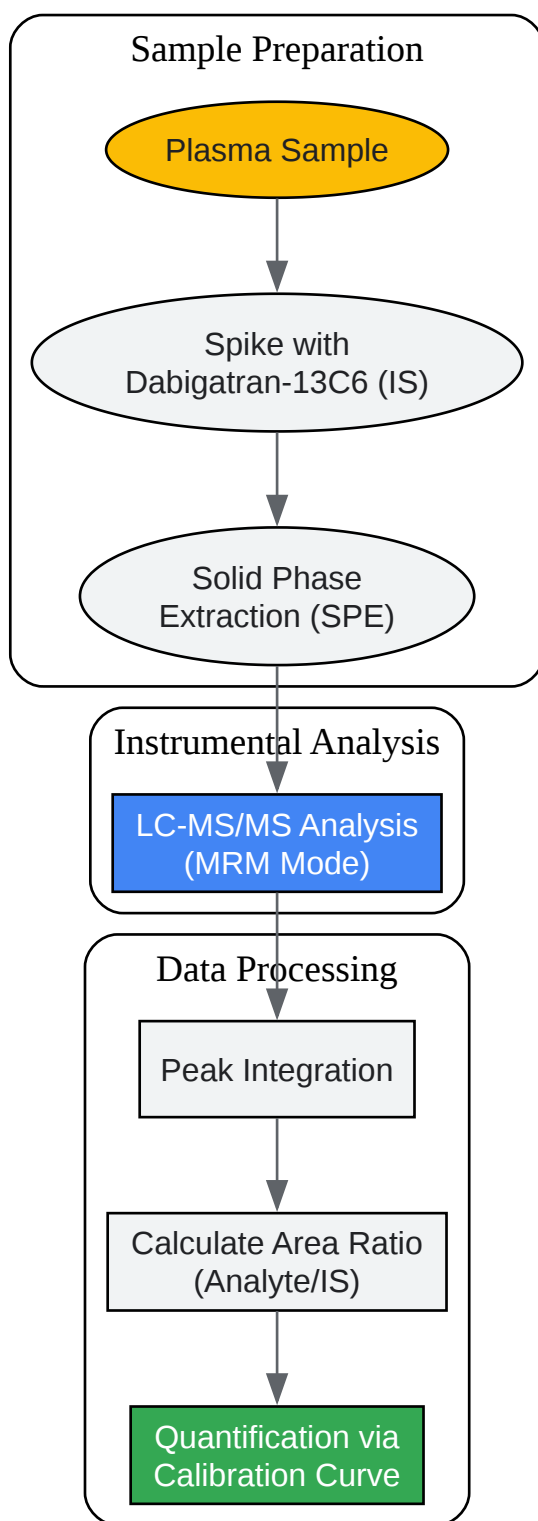 Sample Preparation
Plasma Sample
Spike with
Dabigatran-13C6 (IS)
Solid Phase
Extraction (SPE)
Instrumental Analysis
LC-MS/MS Analysis
(MRM Mode)
Data Processing
Peak Integration
Calculate Area Ratio
(Analyte/IS)
Quantification via
Calibration Curve